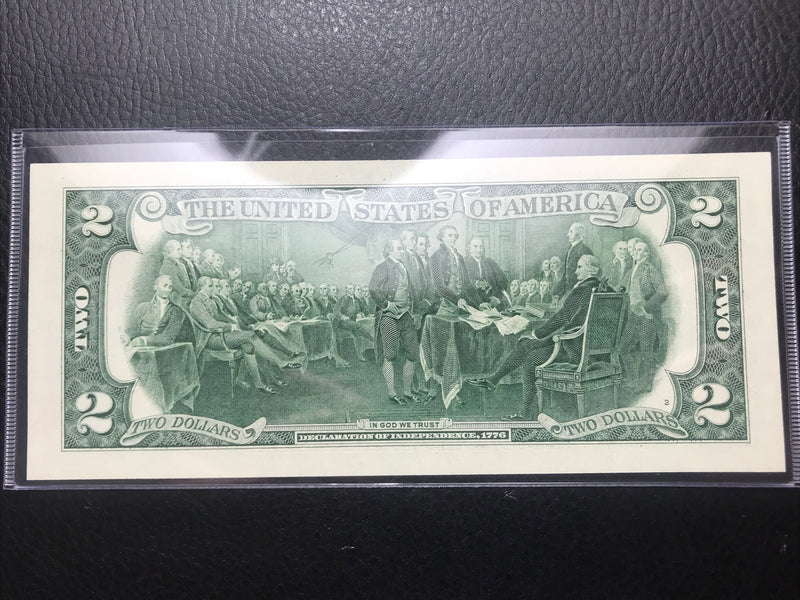 THE UNITED STATES OF AMERICA
2
2
TWO
TWO
2
2
2
TWO DOLLARS
IN GOD WE TRUST
TWO DOLLARS
DECLARATION OF INDEPENDENCE, 1776